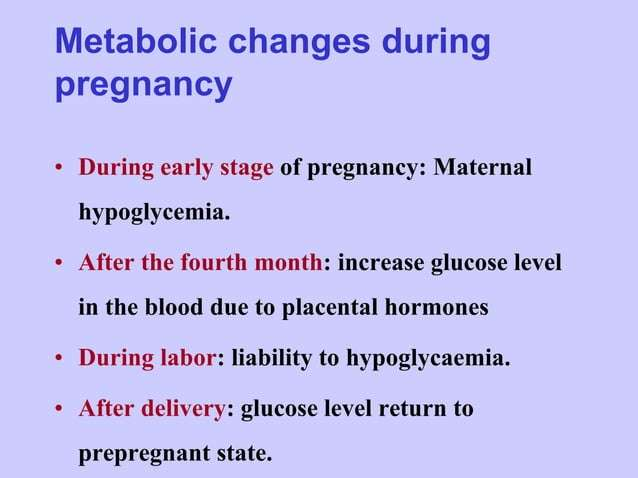 Metabolic changes during
pregnancy
• During early stage of pregnancy: Maternal
hypoglycemia.
• After the fourth month: increase glucose level
in the blood due to placental hormones
• During labor: liability to hypoglycaemia.
• After delivery: glucose level return to
prepregnant state.